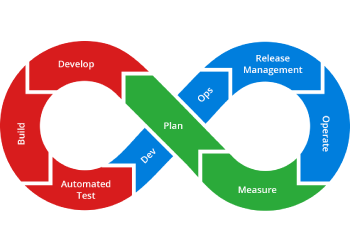 Develop
Build
Automated
Test
Dev
Ops
Plan
Release
Management
Operate
Measure